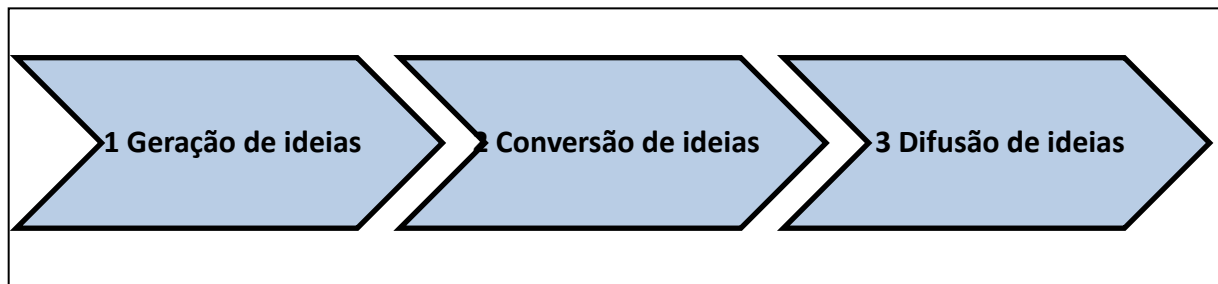 1 Geração de ideias
2 Conversão de ideias
3 Difusão de ideias